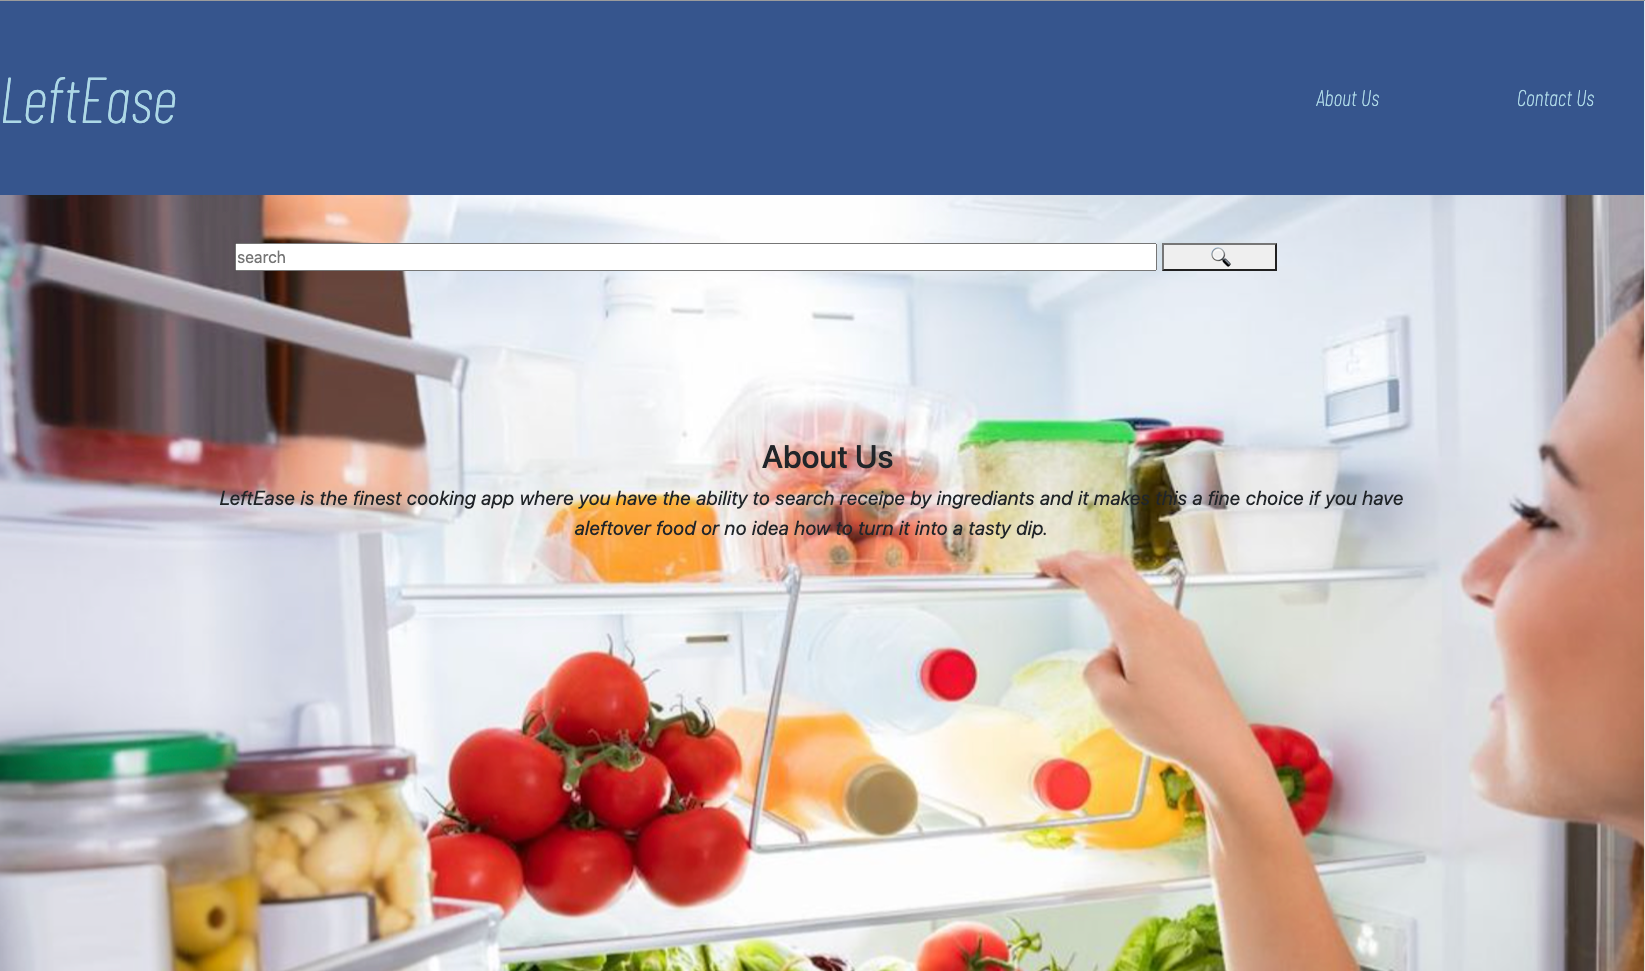 LeftEase
About Us
Contact Us
search
About Us
LeftEase is the finest cooking app where you have the ability to search receipe by ingrediants and it makes this a fine choice if you have
aleftover food or no idea how to turn it into a tasty dip.